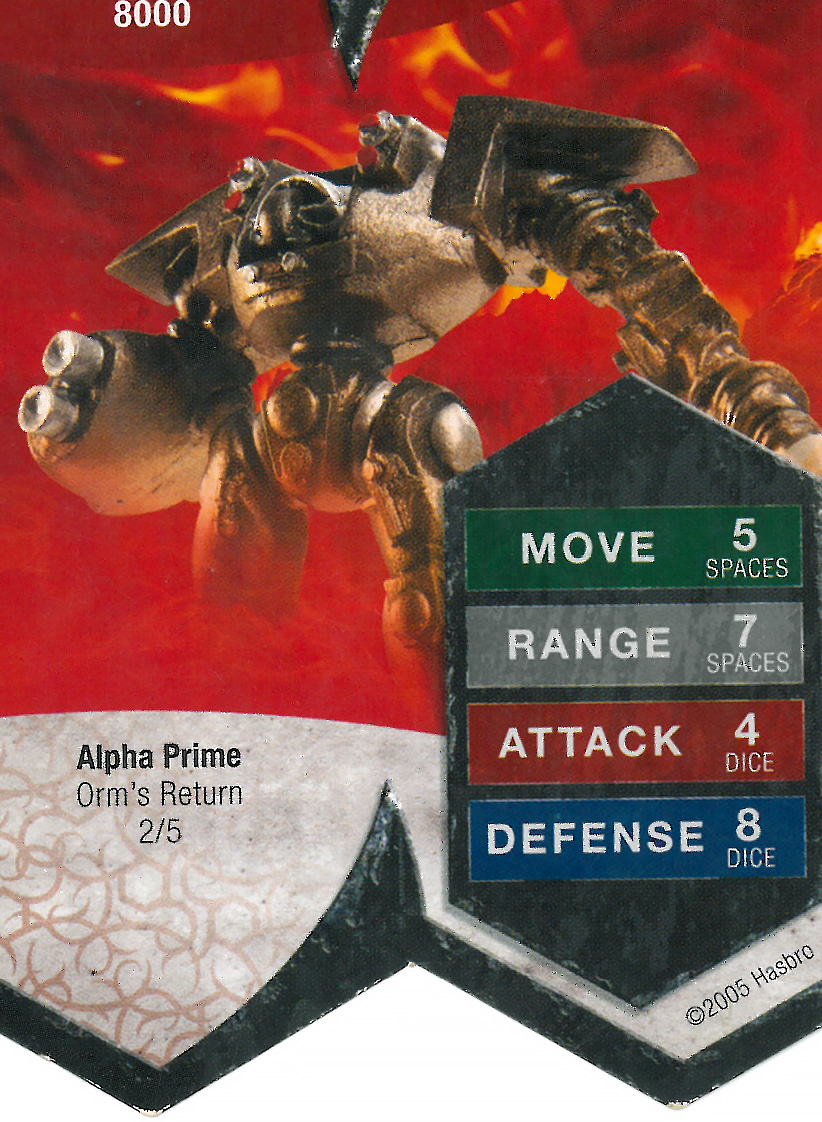 8000
MOVE 5
SPACES
RANGE 7
SPACES
ATTACK 4
DICE
DEFENSE 8
DICE
Alpha Prime
Orm's Return
2/5
©2005 Hasbro